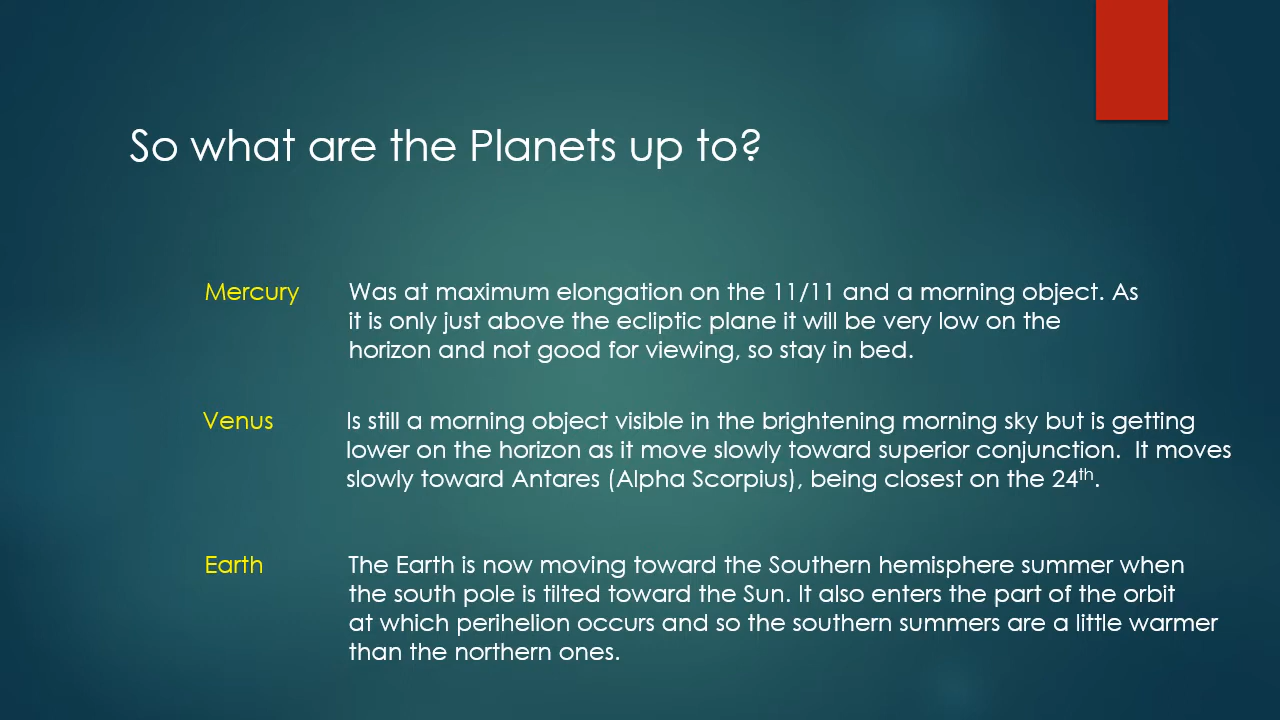 So what are the Planets up to?
Mercury Was at maximum elongation on the 11/11 and a morning object. As
it is only just above the ecliptic plane it will be very low on the
horizon and not good for viewing, so stay in bed.
Venus Is still a morning object visible in the brightening morning sky but is getting
lower on the horizon as it move slowly toward superior conjunction.  It moves
slowly toward Antares (Alpha Scorpius), being closest on the 24th.
Earth The Earth is now moving toward the Southern hemisphere summer when
the south pole is tilted toward the Sun. It also enters the part of the orbit
at which perihelion occurs and so the southern summers are a little warmer
than the northern ones.